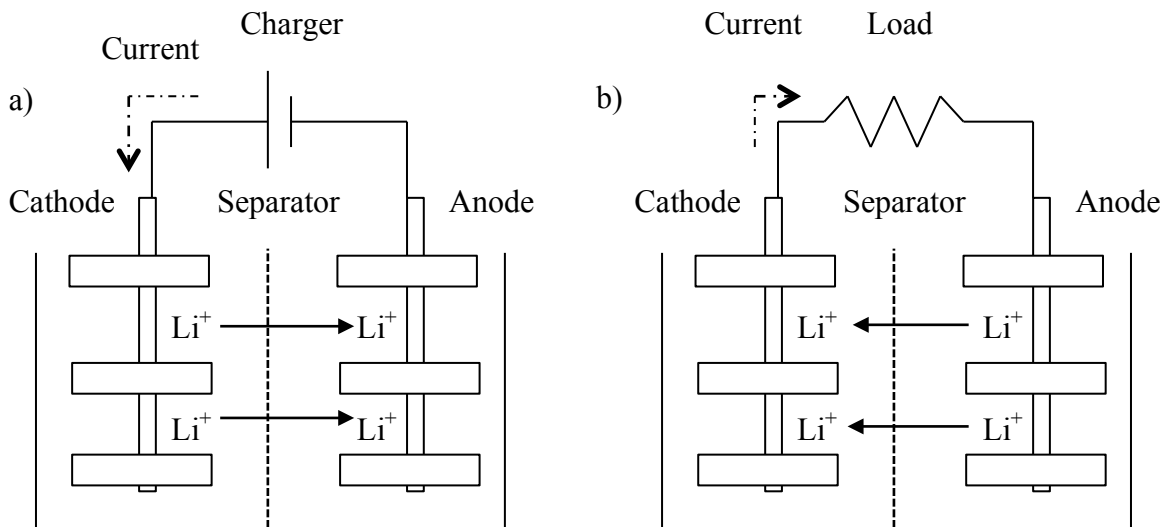 a)
Charger
Current
Cathode Separator Anode
Li⁺ Li⁺
Li⁺ Li⁺
b)
Current Load
Cathode Separator Anode
Li⁺ Li⁺
Li⁺ Li⁺